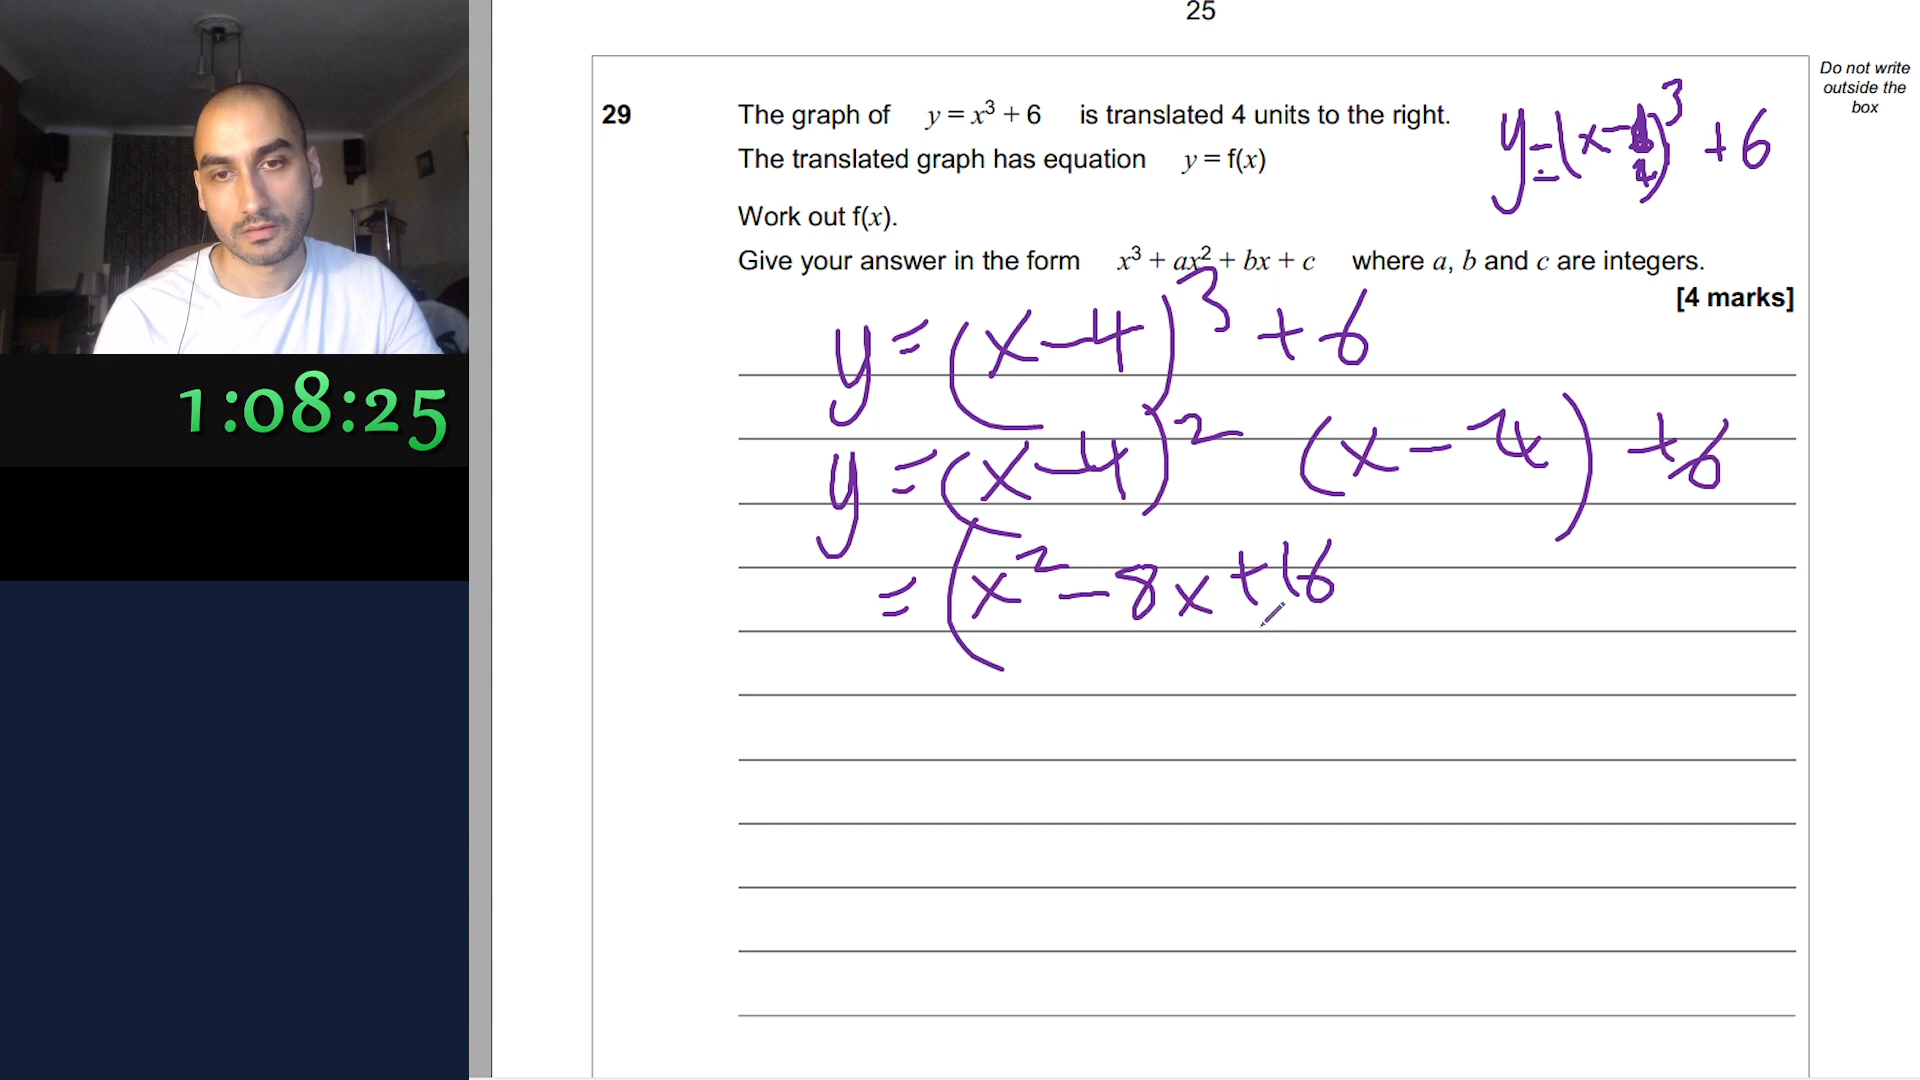 25
Do not write
outside the
box
29 The graph of y = x³ + 6 is translated 4 units to the right.
y = (x - 4)³ + 6
The translated graph has equation y = f(x)
Work out f(x).
Give your answer in the form x³ + ax² + bx + c where a, b and c are integers.
[4 marks]
y = (x - 4)³ + 6
y = (x - 4)² (x - 4) + 6
= (x² - 8x + 16
1:08:25